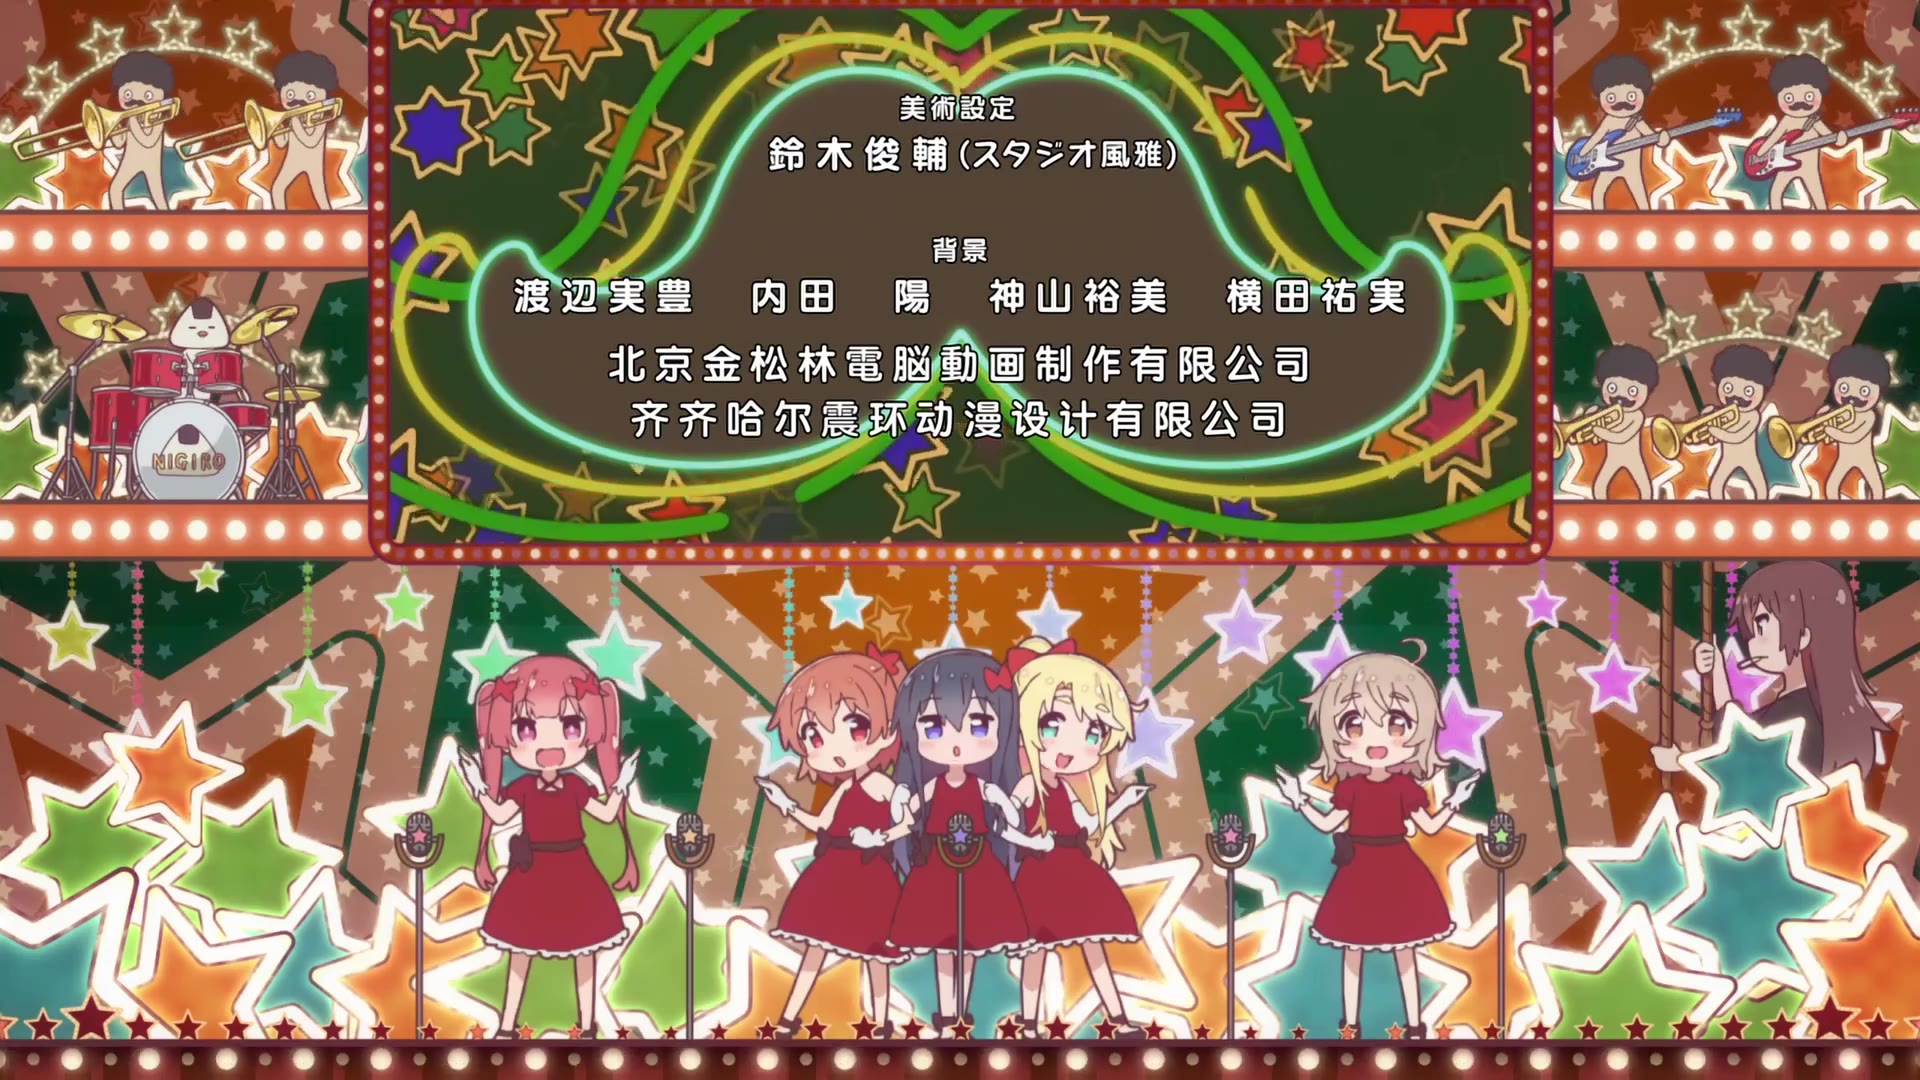 美術設定
鈴木俊輔(スタジオ風雅)
背景
渡辺実豊 内田 陽 神山裕美 横田祐実
北京金松林電脳動画制作有限公司
齐齐哈尔震环动漫设计有限公司
NIGIRO